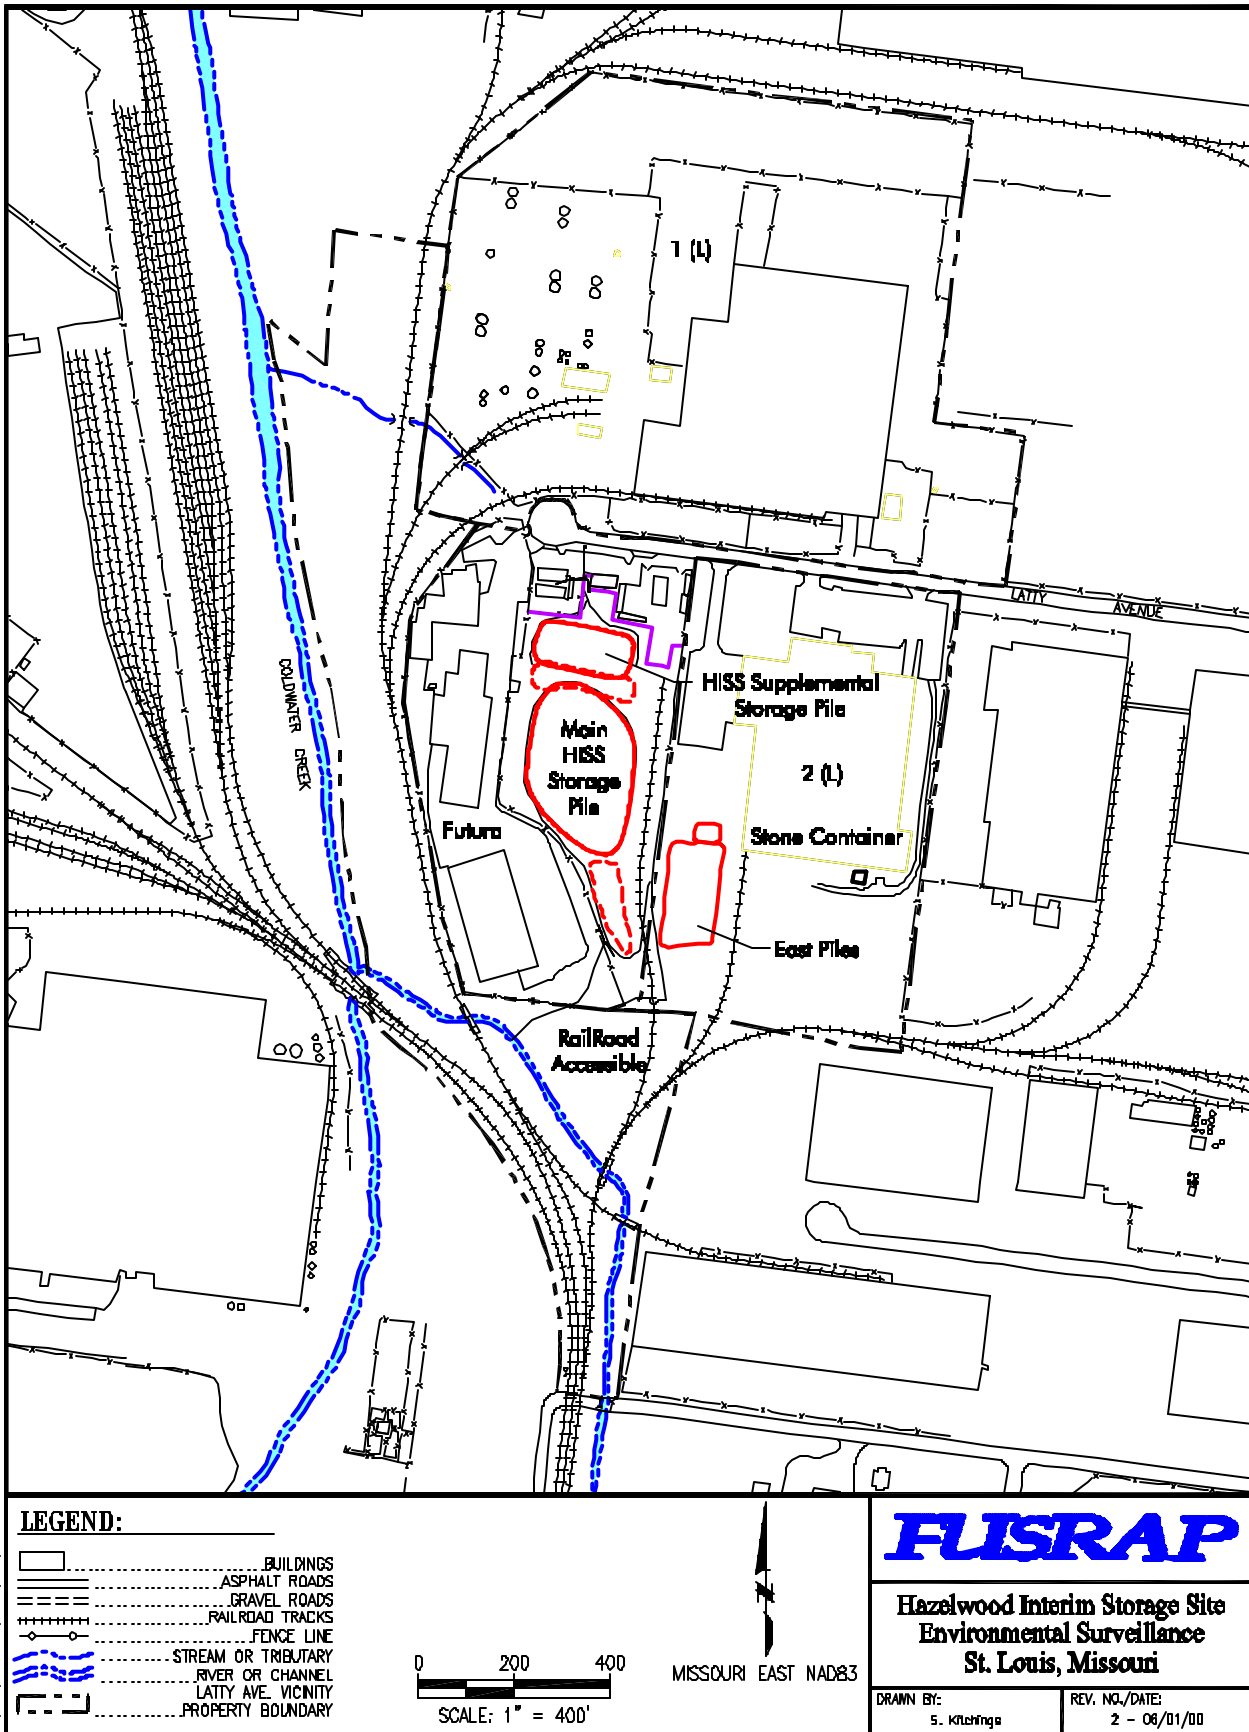 1 (L)
LATTY AVENUE
COLDWATER CREEK
HISS Supplemental
Storage Pile
Main
HISS
Storage
Pile
2 (L)
Futura
Stone Container
East Piles
RailRoad
Accessible
LEGEND:
BUILDINGS
ASPHALT ROADS
GRAVEL ROADS
RAILROAD TRACKS
FENCE LINE
STREAM OR TRIBUTARY
RIVER OR CHANNEL
LATTY AVE. VICINITY
PROPERTY BOUNDARY
0 200 400
SCALE: 1" = 400'
N
MISSOURI EAST NAD83
FUSRAP
Hazelwood Interim Storage Site
Environmental Surveillance
St. Louis, Missouri
DRAWN BY:
S. Kitchings
REV. NO./DATE:
2 - 06/01/00